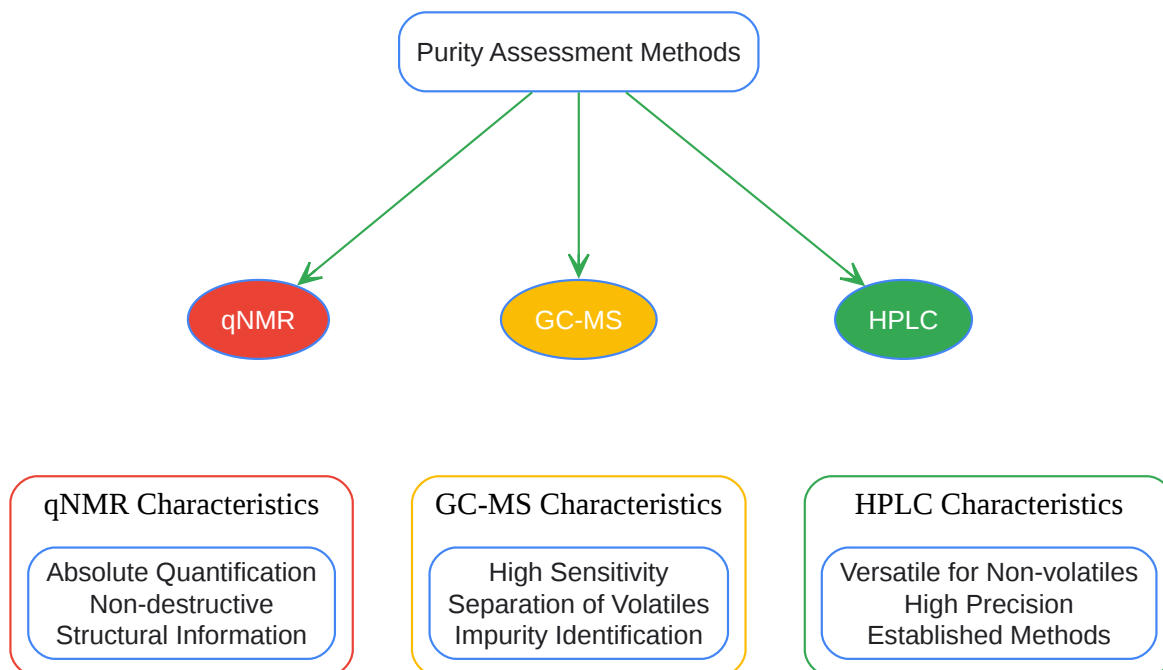 Purity Assessment Methods
qNMR
GC-MS
HPLC
qNMR Characteristics
Absolute Quantification
Non-destructive
Structural Information
GC-MS Characteristics
High Sensitivity
Separation of Volatiles
Impurity Identification
HPLC Characteristics
Versatile for Non-volatiles
High Precision
Established Methods